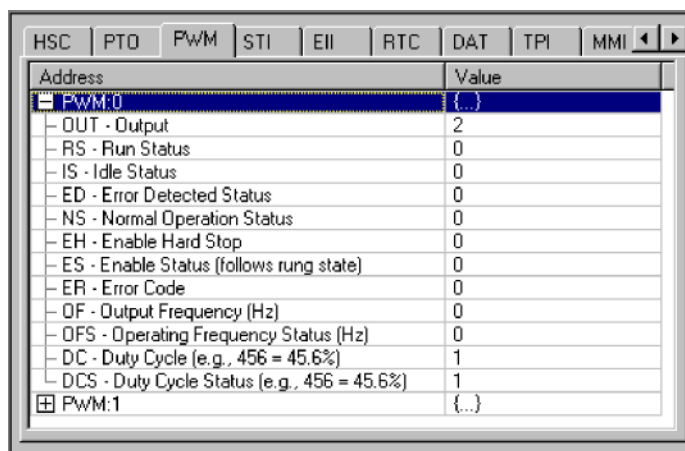 HSC PTO PWM STI EII RTC DAT TPI MMI
Address Value
PWM:0 {...}
OUT - Output 2
RS - Run Status 0
IS - Idle Status 0
ED - Error Detected Status 0
NS - Normal Operation Status 0
EH - Enable Hard Stop 0
ES - Enable Status (follows rung state) 0
ER - Error Code 0
OF - Output Frequency (Hz) 0
OFS - Operating Frequency Status (Hz) 0
DC - Duty Cycle (e.g., 456 = 45.6%) 1
DCS - Duty Cycle Status (e.g., 456 = 45.6%) 1
PWM:1 {...}